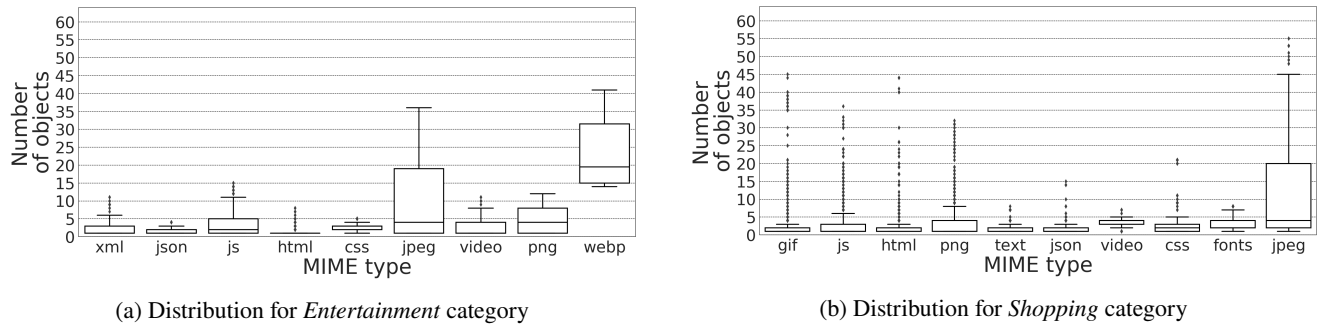 Number
of objects
60
55
50
45
40
35
30
25
20
15
10
5
0
xml json js html css jpeg video png webp
MIME type
(a) Distribution for Entertainment category
Number
of objects
60
55
50
45
40
35
30
25
20
15
10
5
0
gif js html png text json video css fonts jpeg
MIME type
(b) Distribution for Shopping category